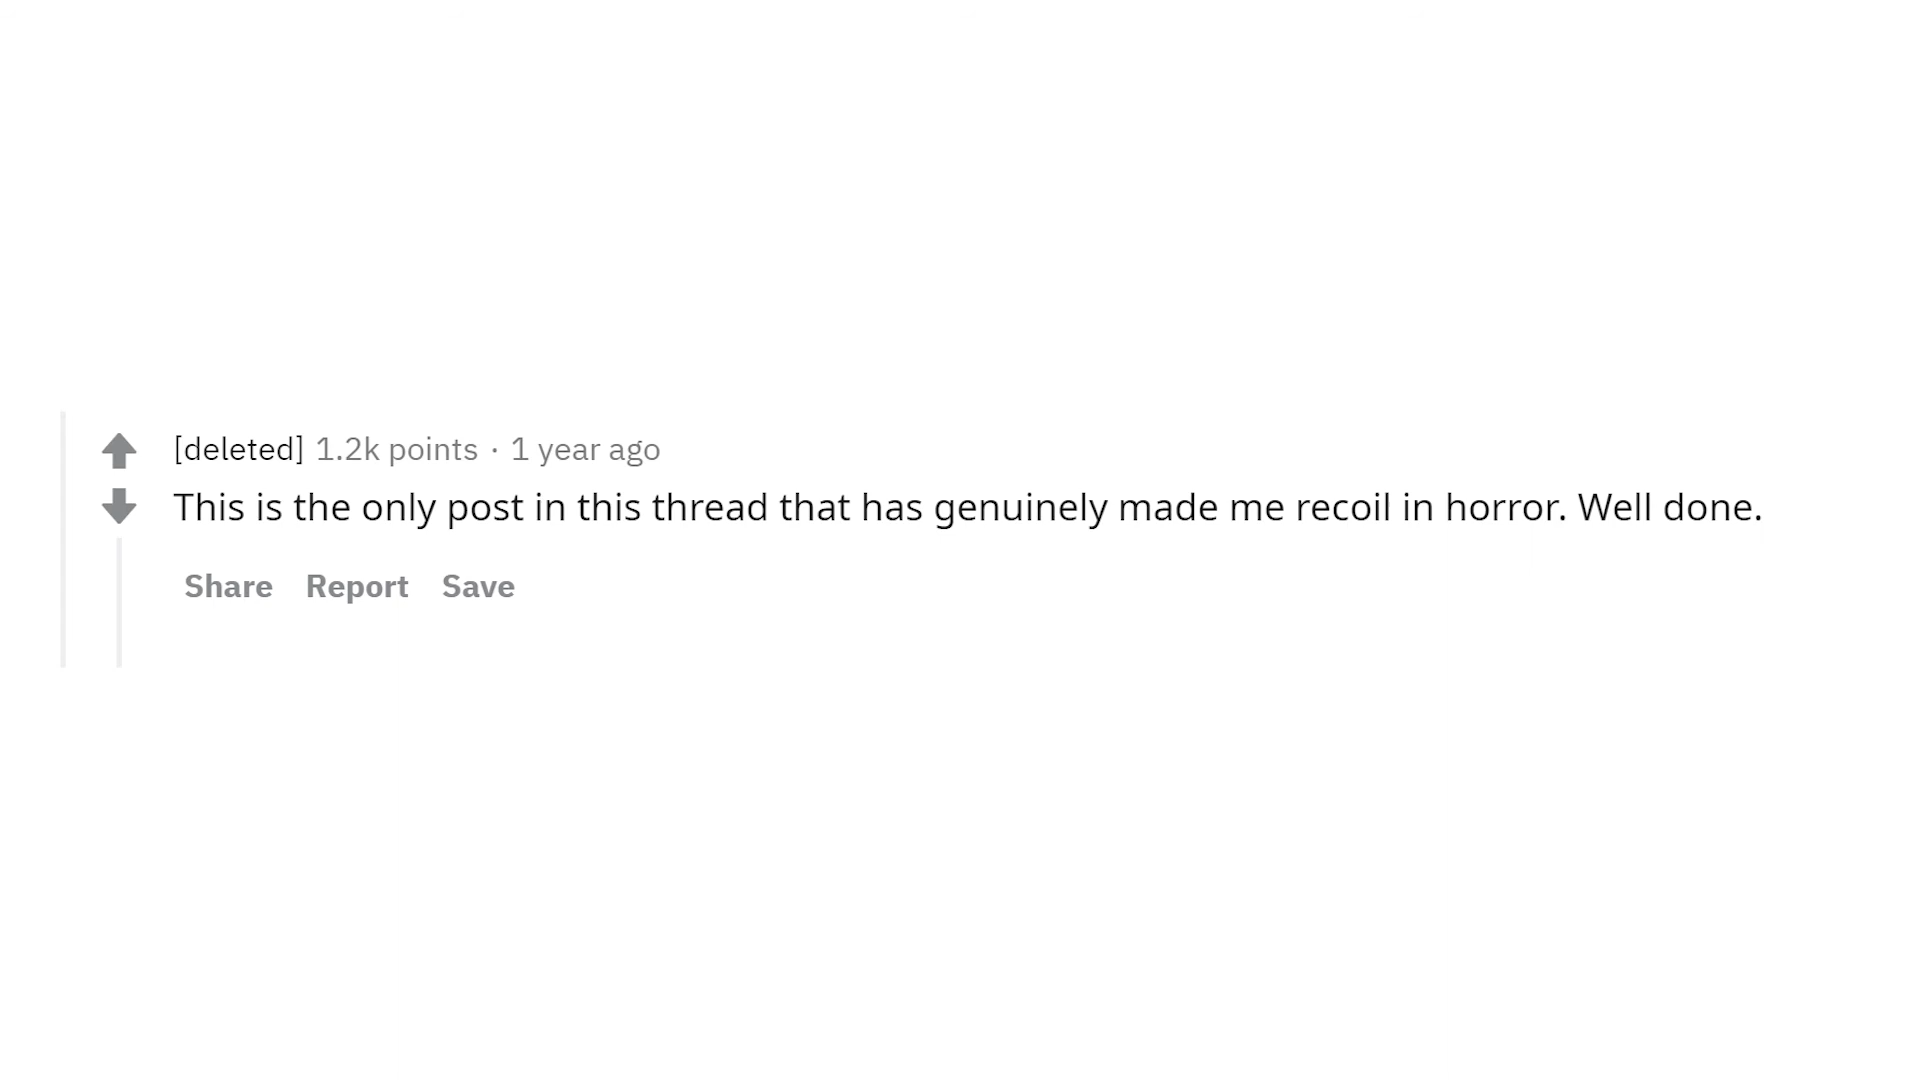 [deleted] 1.2k points · 1 year ago
This is the only post in this thread that has genuinely made me recoil in horror. Well done.
Share Report Save